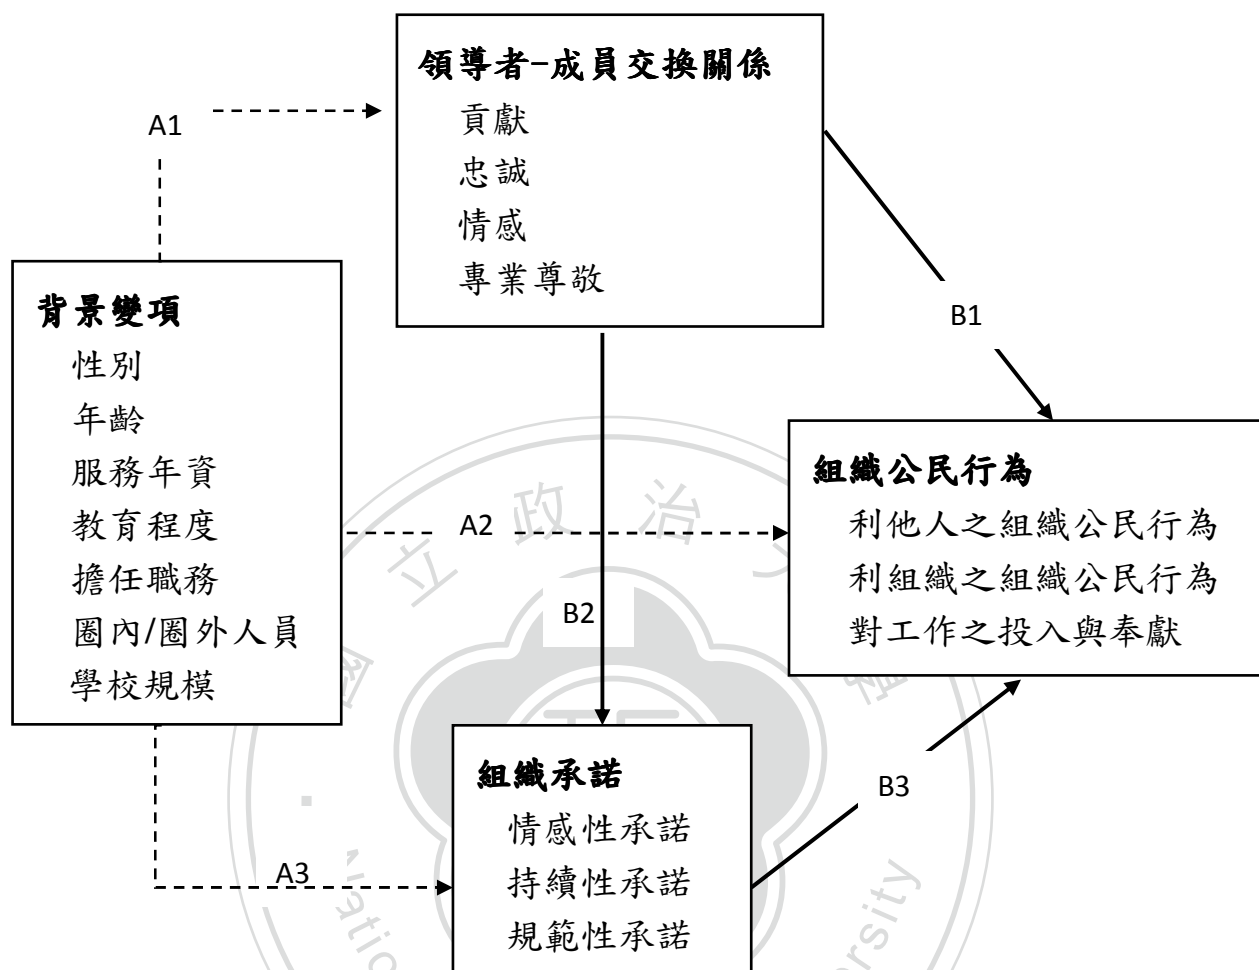 領導者-成員交換關係
貢獻
忠誠
情感
專業尊敬
A1
背景變項
性別
年齡
服務年資
教育程度
擔任職務
圈內/圈外人員
學校規模
B1
A2
組織公民行為
利他人之組織公民行為
利組織之組織公民行為
對工作之投入與奉獻
B2
組織承諾
情感性承諾
持續性承諾
規範性承諾
B3
A3
立 政 治